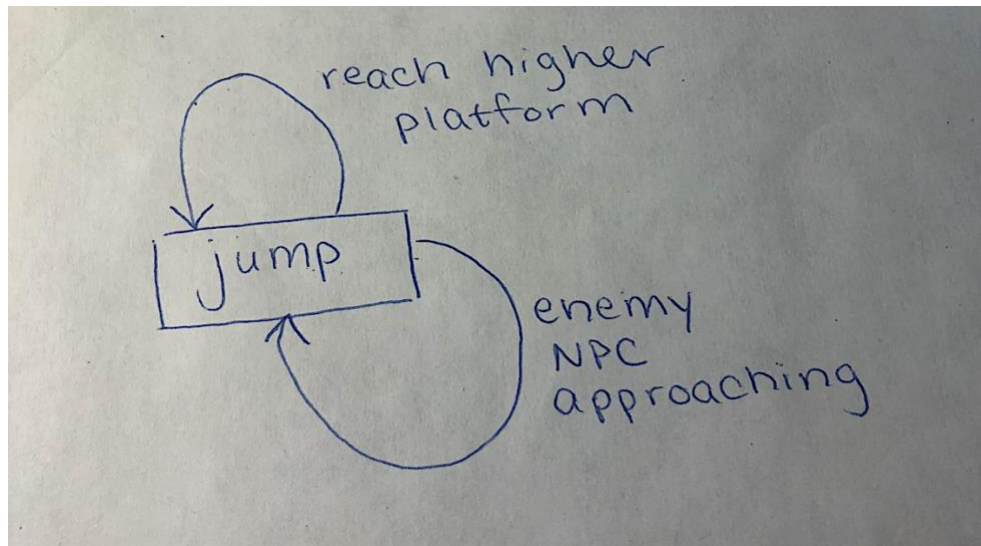 reach higher
platform
jump
enemy
NPC
approaching